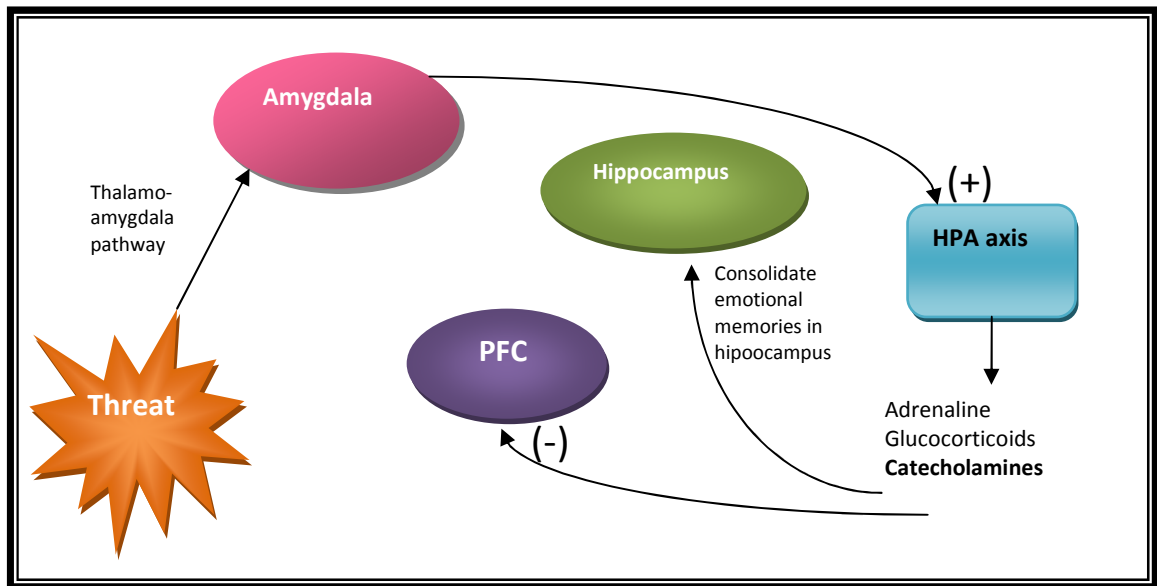 Amygdala
Hippocampus
(+)
HPA axis
Thalamo-
amygdala
pathway
Consolidate
emotional
memories in
hipoocampus
PFC
(-)
Threat
Adrenaline
Glucocorticoids
Catecholamines